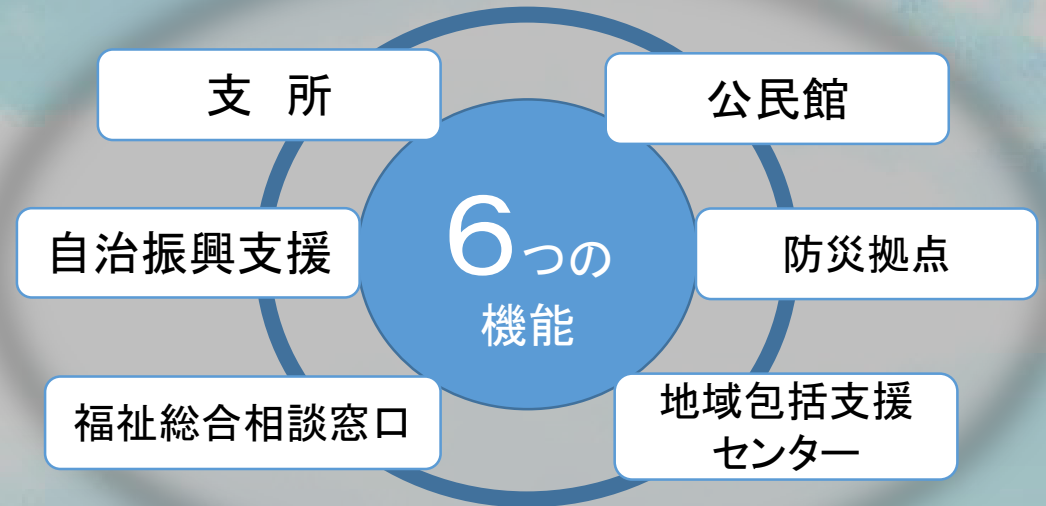 支　所
公民館
自治振興支援
6つの
機能
防災拠点
福祉総合相談窓口
地域包括支援
センター